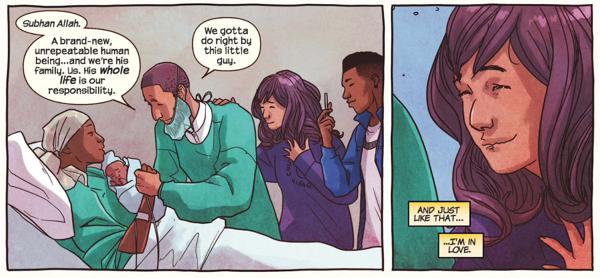 Subhan Allah.
A brand-new,
unrepeatable human
being...and we're his
family. Us. His whole
life is our
responsibility.
We gotta
do right by
this little
guy.
AND JUST
LIKE THAT...
...I'M IN
LOVE.